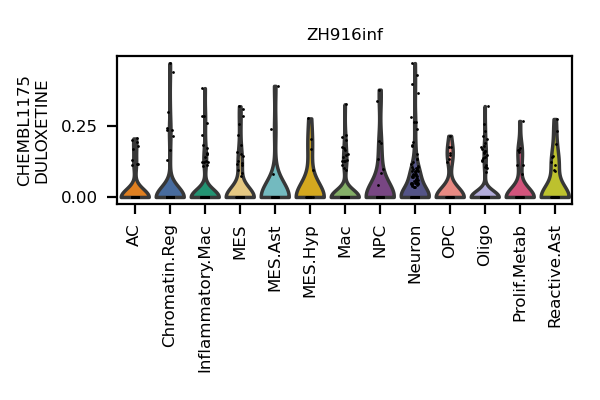 ZH916inf
CHEMBL1175
DULOXETINE
0.25
0.00
AC
Chromatin.Reg
Inflammatory.Mac
MES
MES.Ast
MES.Hyp
Mac
NPC
Neuron
OPC
Oligo
Prolif.Metab
Reactive.Ast